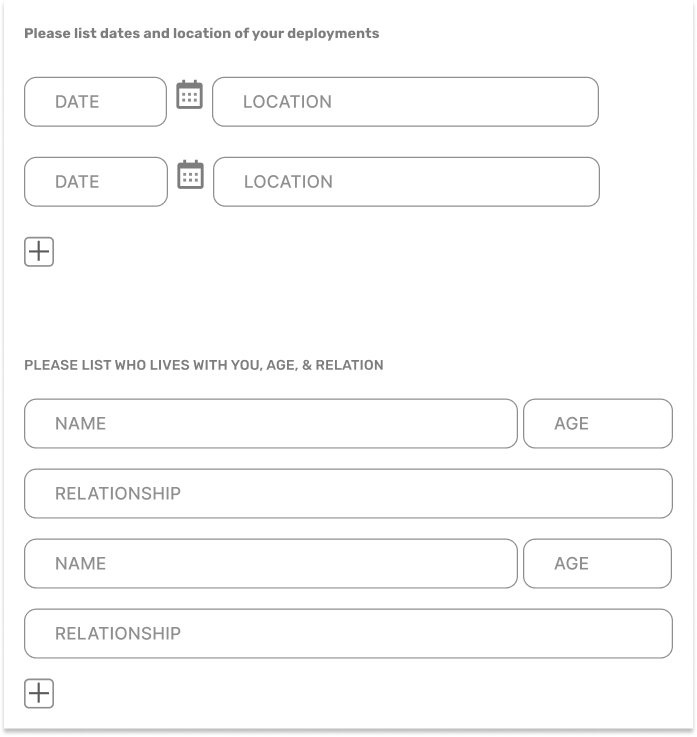 Please list dates and location of your deployments
DATE LOCATION
DATE LOCATION
PLEASE LIST WHO LIVES WITH YOU, AGE, & RELATION
NAME AGE
RELATIONSHIP
NAME AGE
RELATIONSHIP